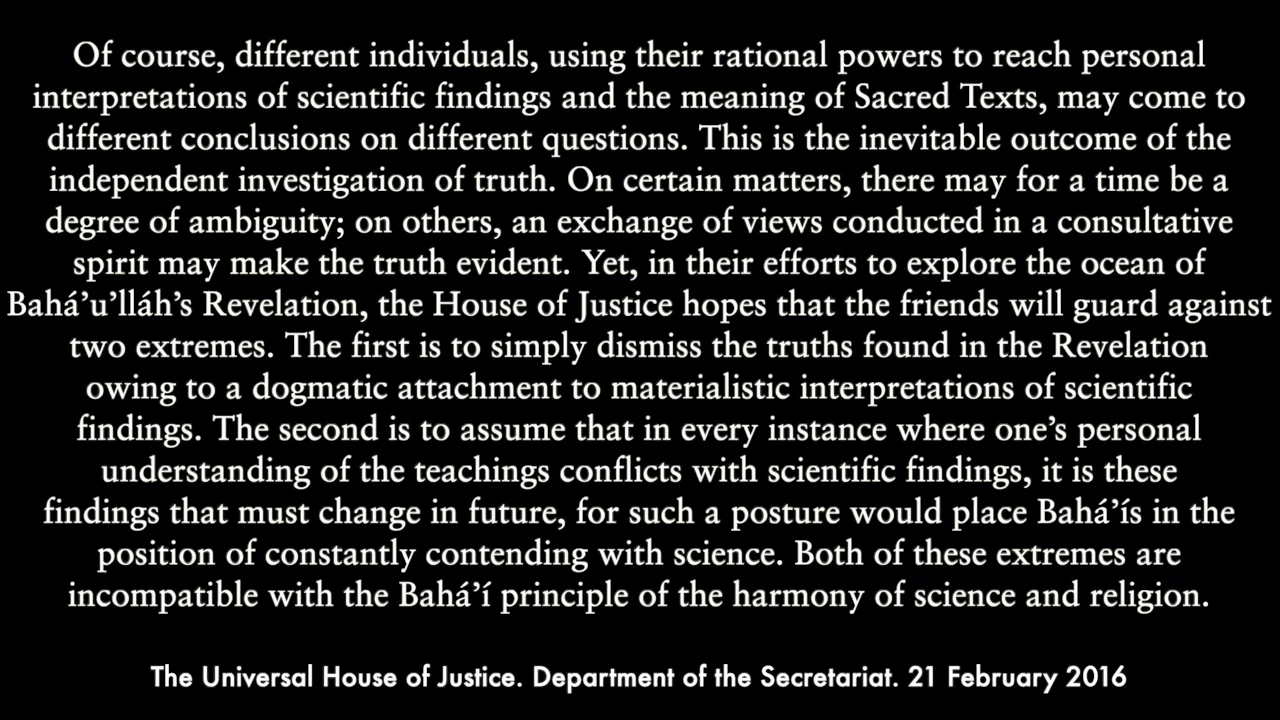 Of course, different individuals, using their rational powers to reach personal
interpretations of scientific findings and the meaning of Sacred Texts, may come to
different conclusions on different questions. This is the inevitable outcome of the
independent investigation of truth. On certain matters, there may for a time be a
degree of ambiguity; on others, an exchange of views conducted in a consultative
spirit may make the truth evident. Yet, in their efforts to explore the ocean of
Bahá’u’lláh’s Revelation, the House of Justice hopes that the friends will guard against
two extremes. The first is to simply dismiss the truths found in the Revelation
owing to a dogmatic attachment to materialistic interpretations of scientific
findings. The second is to assume that in every instance where one’s personal
understanding of the teachings conflicts with scientific findings, it is these
findings that must change in future, for such a posture would place Bahá’ís in the
position of constantly contending with science. Both of these extremes are
incompatible with the Bahá’í principle of the harmony of science and religion.
The Universal House of Justice. Department of the Secretariat. 21 February 2016